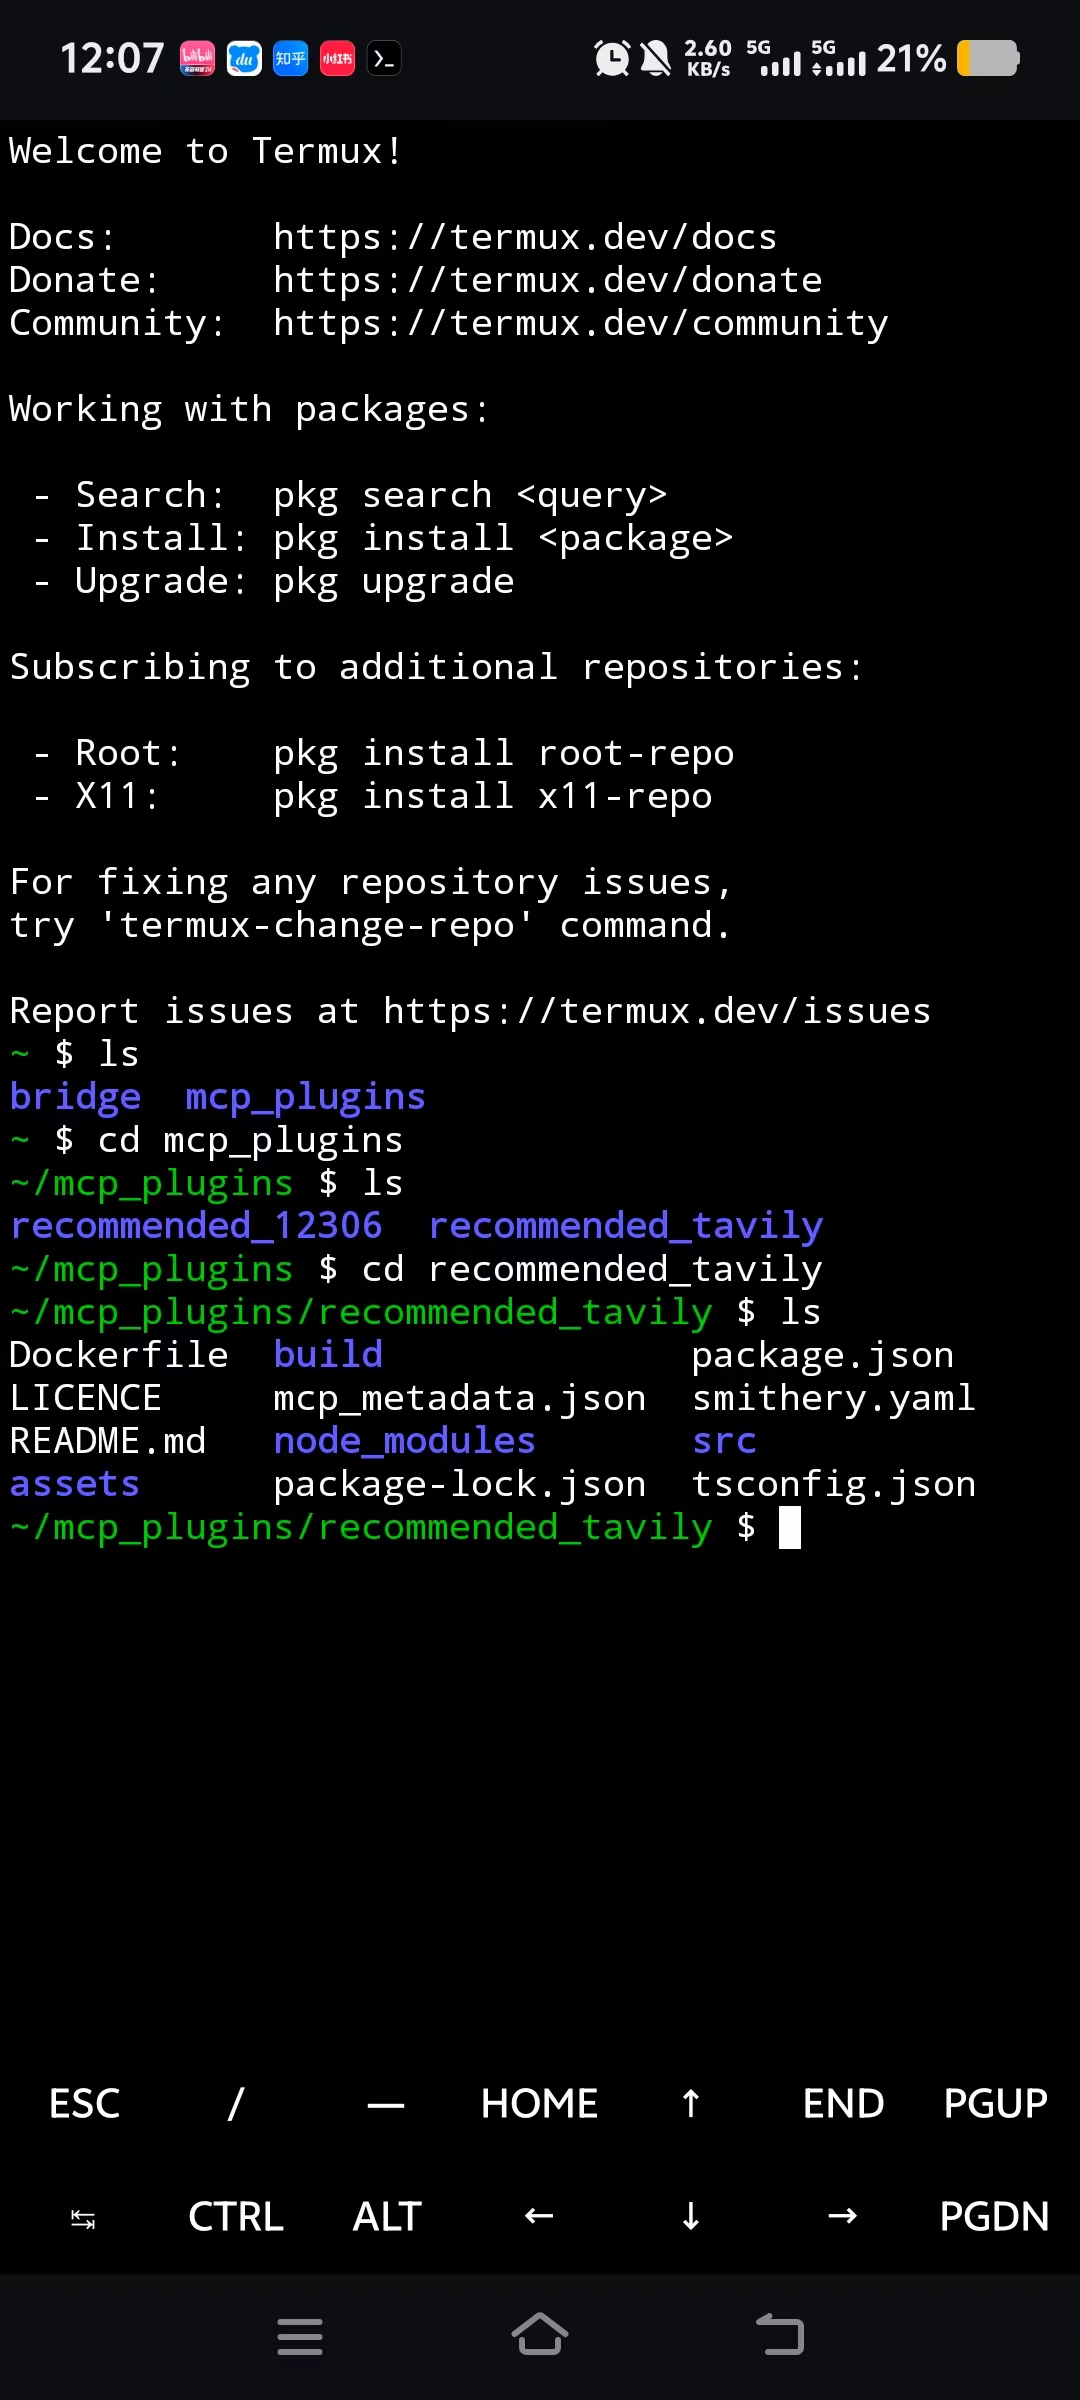 12:07 bilibili du 知乎 小红书 >_ 2.60 KB/s 5G 5G 21%
Welcome to Termux!
Docs:       https://termux.dev/docs
Donate:     https://termux.dev/donate
Community:  https://termux.dev/community
Working with packages:
 - Search:  pkg search <query>
 - Install: pkg install <package>
 - Upgrade: pkg upgrade
Subscribing to additional repositories:
 - Root:    pkg install root-repo
 - X11:     pkg install x11-repo
For fixing any repository issues,
try 'termux-change-repo' command.
Report issues at https://termux.dev/issues
~ $ ls
bridge  mcp_plugins
~ $ cd mcp_plugins
~/mcp_plugins $ ls
recommended_12306  recommended_tavily
~/mcp_plugins $ cd recommended_tavily
~/mcp_plugins/recommended_tavily $ ls
Dockerfile  build              package.json
LICENCE     mcp_metadata.json  smithery.yaml
README.md   node_modules       src
assets      package-lock.json  tsconfig.json
~/mcp_plugins/recommended_tavily $
ESC / — HOME ↑ END PGUP
↹ CTRL ALT ← ↓ → PGDN